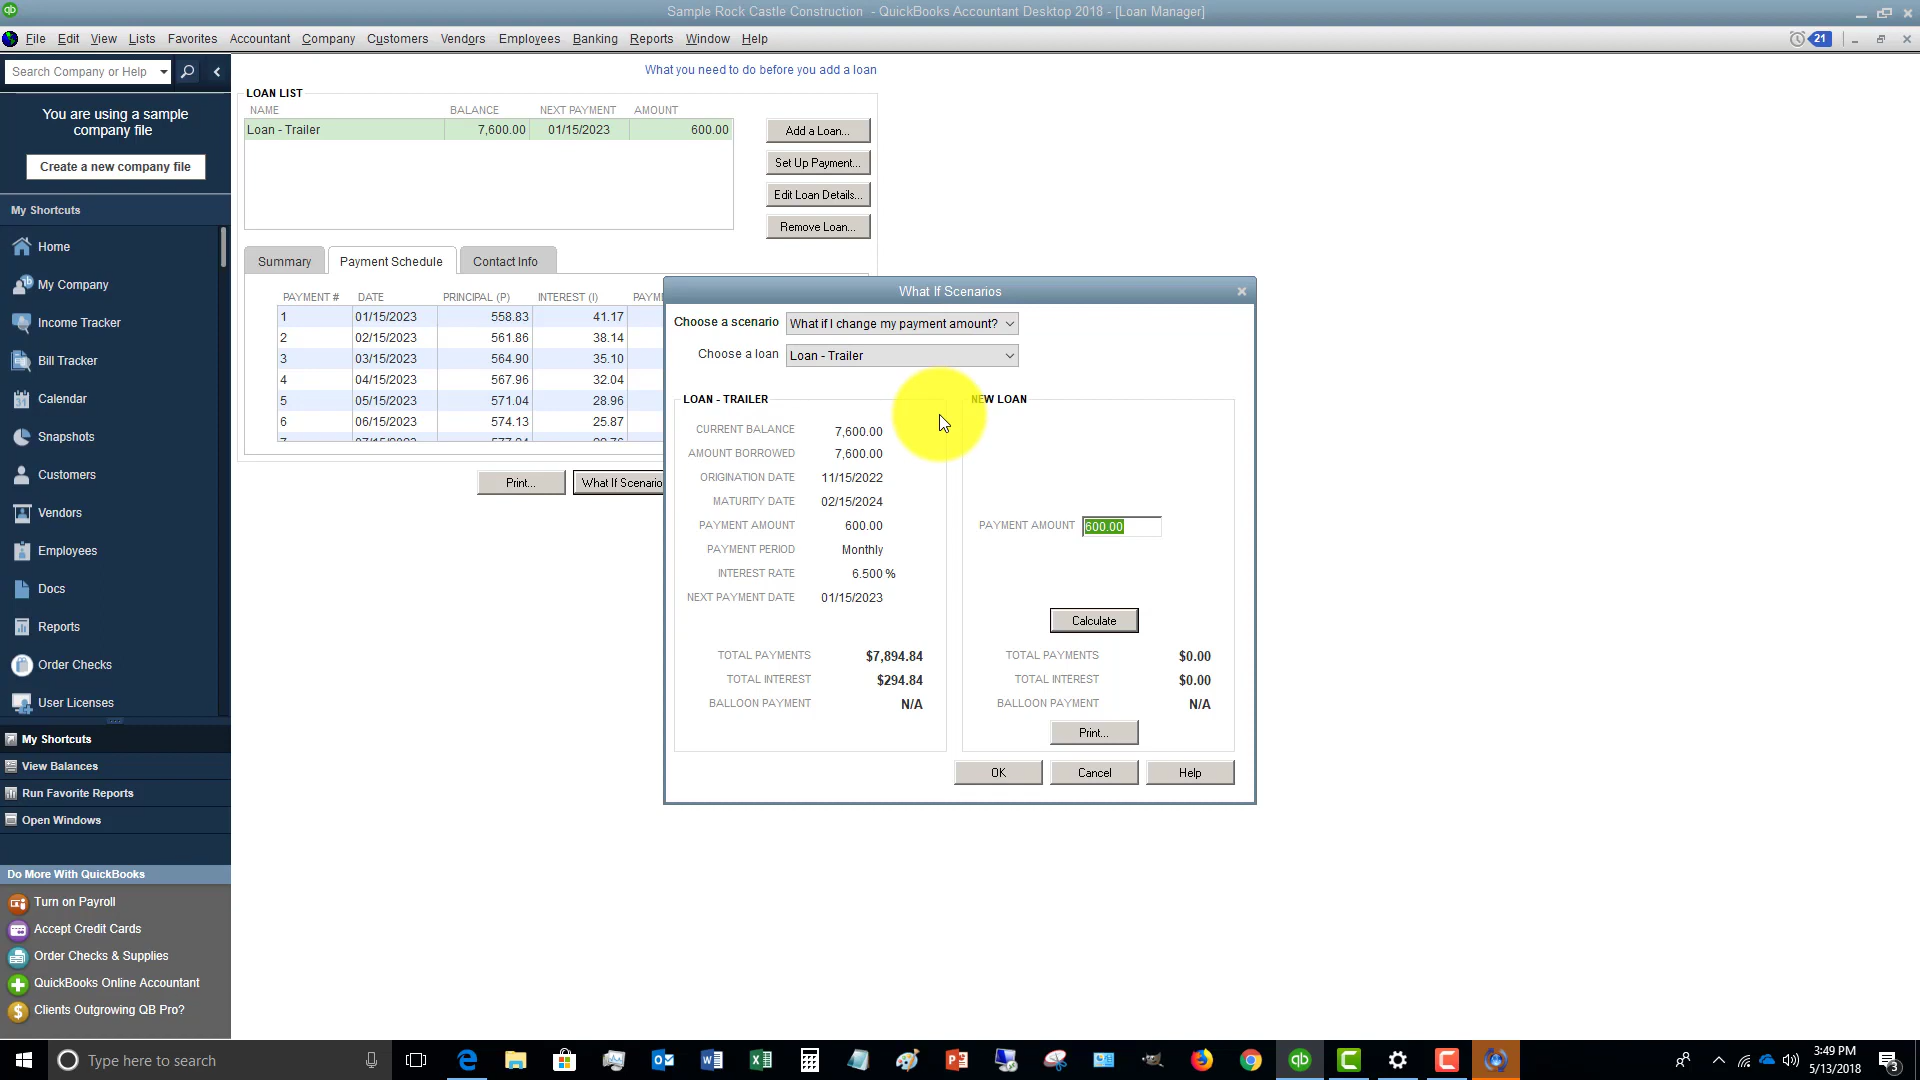 Sample Rock Castle Construction - QuickBooks Accountant Desktop 2018 - [Loan Manager]
File Edit View Lists Favorites Accountant Company Customers Vendors Employees Banking Reports Window Help
21
Search Company or Help
You are using a sample
company file
Create a new company file
My Shortcuts
Home
My Company
Income Tracker
Bill Tracker
Calendar
Snapshots
Customers
Vendors
Employees
Docs
Reports
Order Checks
User Licenses
My Shortcuts
View Balances
Run Favorite Reports
Open Windows
Do More With QuickBooks
Turn on Payroll
Accept Credit Cards
Order Checks & Supplies
QuickBooks Online Accountant
Clients Outgrowing QB Pro?
What you need to do before you add a loan
LOAN LIST
NAME BALANCE NEXT PAYMENT AMOUNT
Loan - Trailer 7,600.00 01/15/2023 600.00
Add a Loan...
Set Up Payment...
Edit Loan Details...
Remove Loan...
Summary Payment Schedule Contact Info
PAYMENT # DATE PRINCIPAL (P) INTEREST (I)
1 01/15/2023 558.83 41.17
2 02/15/2023 561.86 38.14
3 03/15/2023 564.90 35.10
4 04/15/2023 567.96 32.04
5 05/15/2023 571.04 28.96
6 06/15/2023 574.13 25.87
Print... What If Scenario
What If Scenarios
Choose a scenario What if I change my payment amount?
Choose a loan Loan - Trailer
LOAN - TRAILER
CURRENT BALANCE 7,600.00
AMOUNT BORROWED 7,600.00
ORIGINATION DATE 11/15/2022
MATURITY DATE 02/15/2024
PAYMENT AMOUNT 600.00
PAYMENT PERIOD Monthly
INTEREST RATE 6.500 %
NEXT PAYMENT DATE 01/15/2023
TOTAL PAYMENTS $7,894.84
TOTAL INTEREST $294.84
BALLOON PAYMENT N/A
NEW LOAN
PAYMENT AMOUNT 600.00
Calculate
TOTAL PAYMENTS $0.00
TOTAL INTEREST $0.00
BALLOON PAYMENT N/A
Print...
OK Cancel Help
Type here to search
3:49 PM
5/13/2018
3